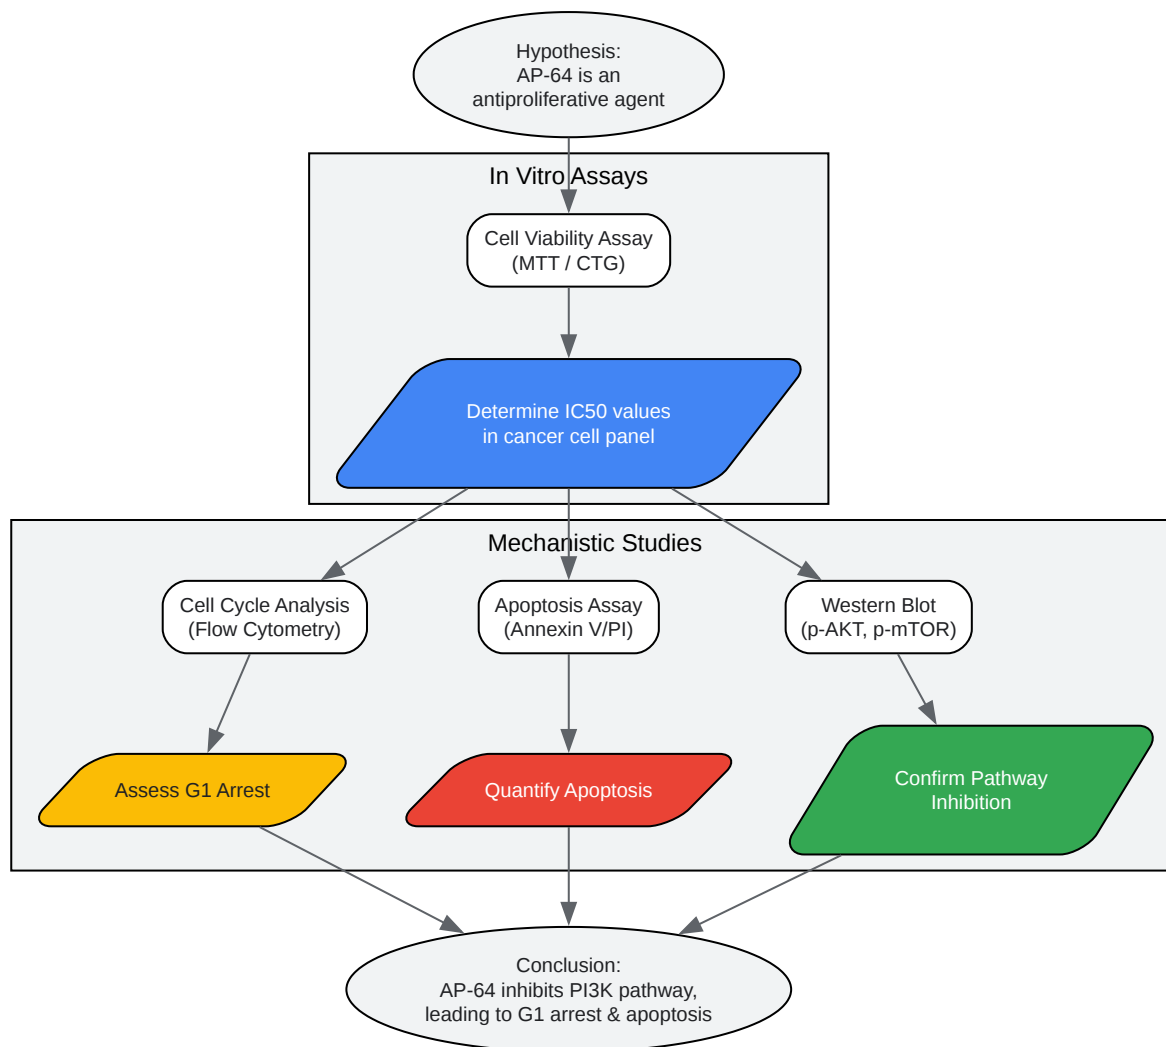 Hypothesis:
AP-64 is an
antiproliferative agent
In Vitro Assays
Cell Viability Assay
(MTT / CTG)
Determine IC50 values
in cancer cell panel
Mechanistic Studies
Cell Cycle Analysis
(Flow Cytometry)
Apoptosis Assay
(Annexin V/PI)
Western Blot
(p-AKT, p-mTOR)
Assess G1 Arrest
Quantify Apoptosis
Confirm Pathway
Inhibition
Conclusion:
AP-64 inhibits PI3K pathway,
leading to G1 arrest & apoptosis